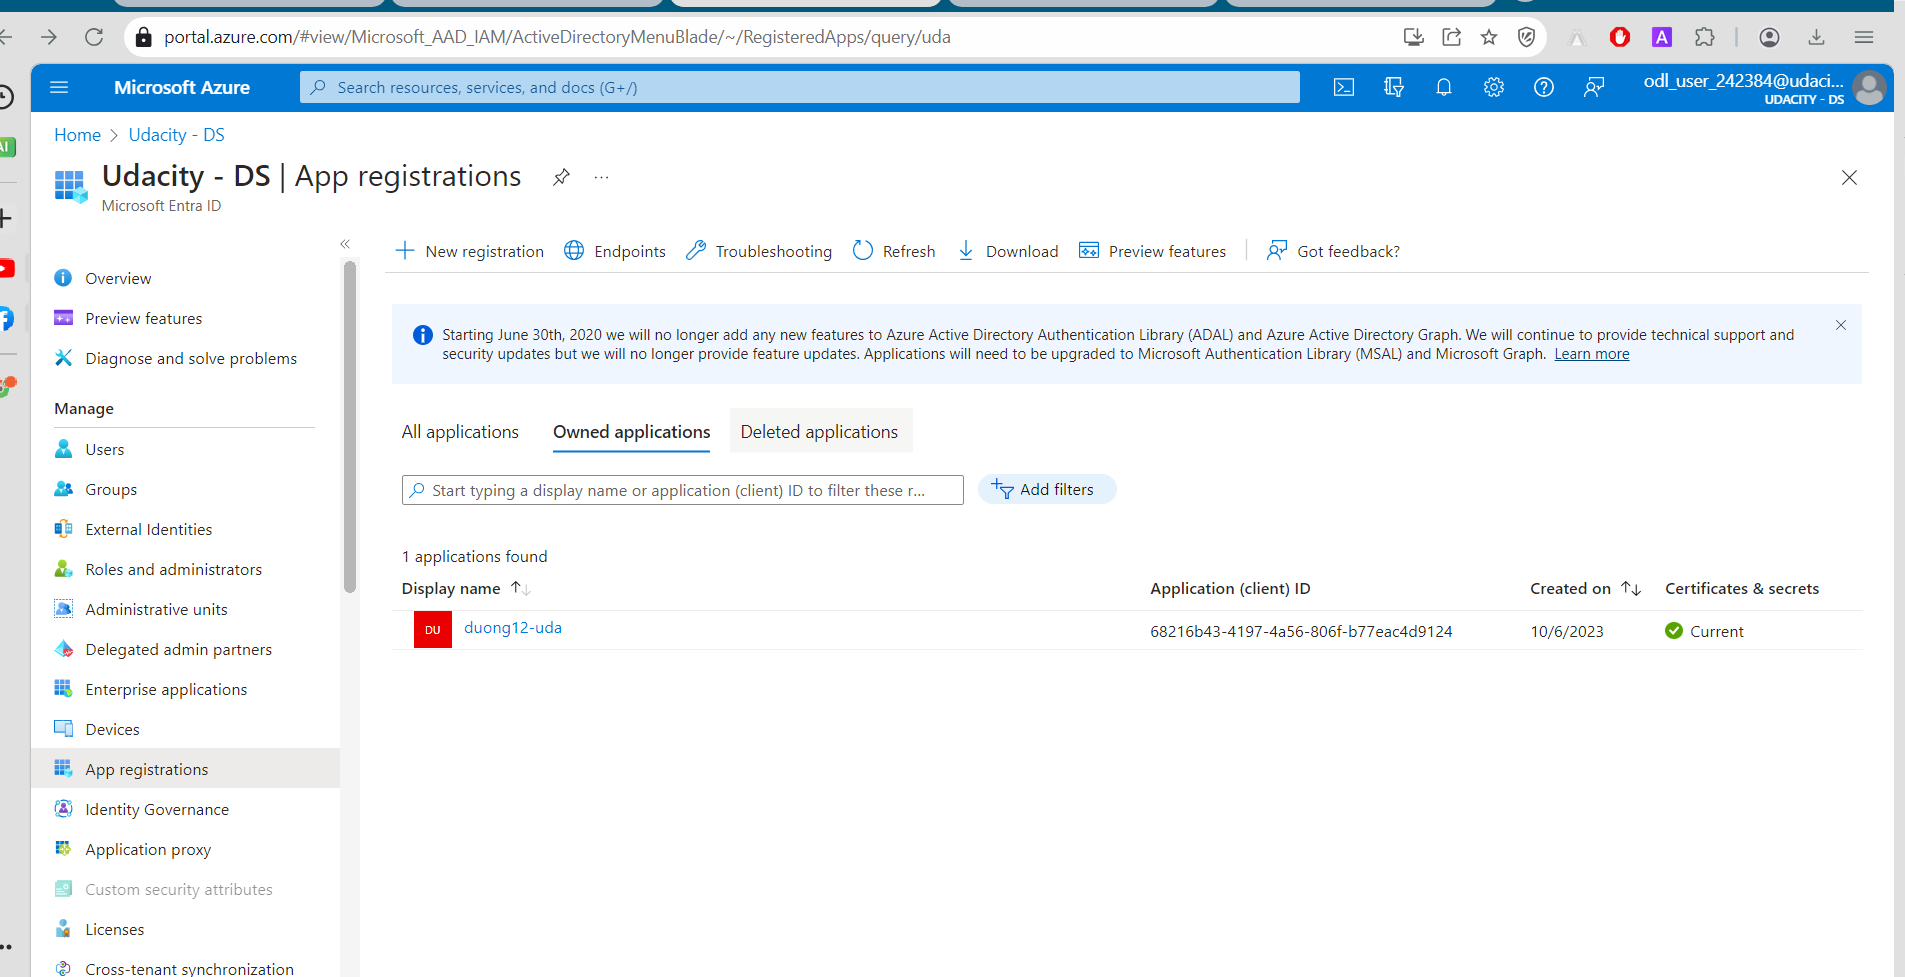 portal.azure.com/#view/Microsoft_AAD_IAM/ActiveDirectoryMenuBlade/~/RegisteredApps/query/uda
A
Microsoft Azure
Search resources, services, and docs (G+/)
odl_user_242384@udaci...
UDACITY - DS
AI
Home > Udacity - DS
Udacity - DS | App registrations
...
Microsoft Entra ID
New registration
Endpoints
Troubleshooting
Refresh
Download
Preview features
Got feedback?
Overview
Preview features
Diagnose and solve problems
Manage
Users
Groups
External Identities
Roles and administrators
Administrative units
Delegated admin partners
Enterprise applications
Devices
App registrations
Identity Governance
Application proxy
Custom security attributes
Licenses
Cross-tenant synchronization
Starting June 30th, 2020 we will no longer add any new features to Azure Active Directory Authentication Library (ADAL) and Azure Active Directory Graph. We will continue to provide technical support and
security updates but we will no longer provide feature updates. Applications will need to be upgraded to Microsoft Authentication Library (MSAL) and Microsoft Graph. Learn more
All applications
Owned applications
Deleted applications
Start typing a display name or application (client) ID to filter these r...
Add filters
1 applications found
Display name
Application (client) ID
Created on
Certificates & secrets
DU
duong12-uda
68216b43-4197-4a56-806f-b77eac4d9124
10/6/2023
Current